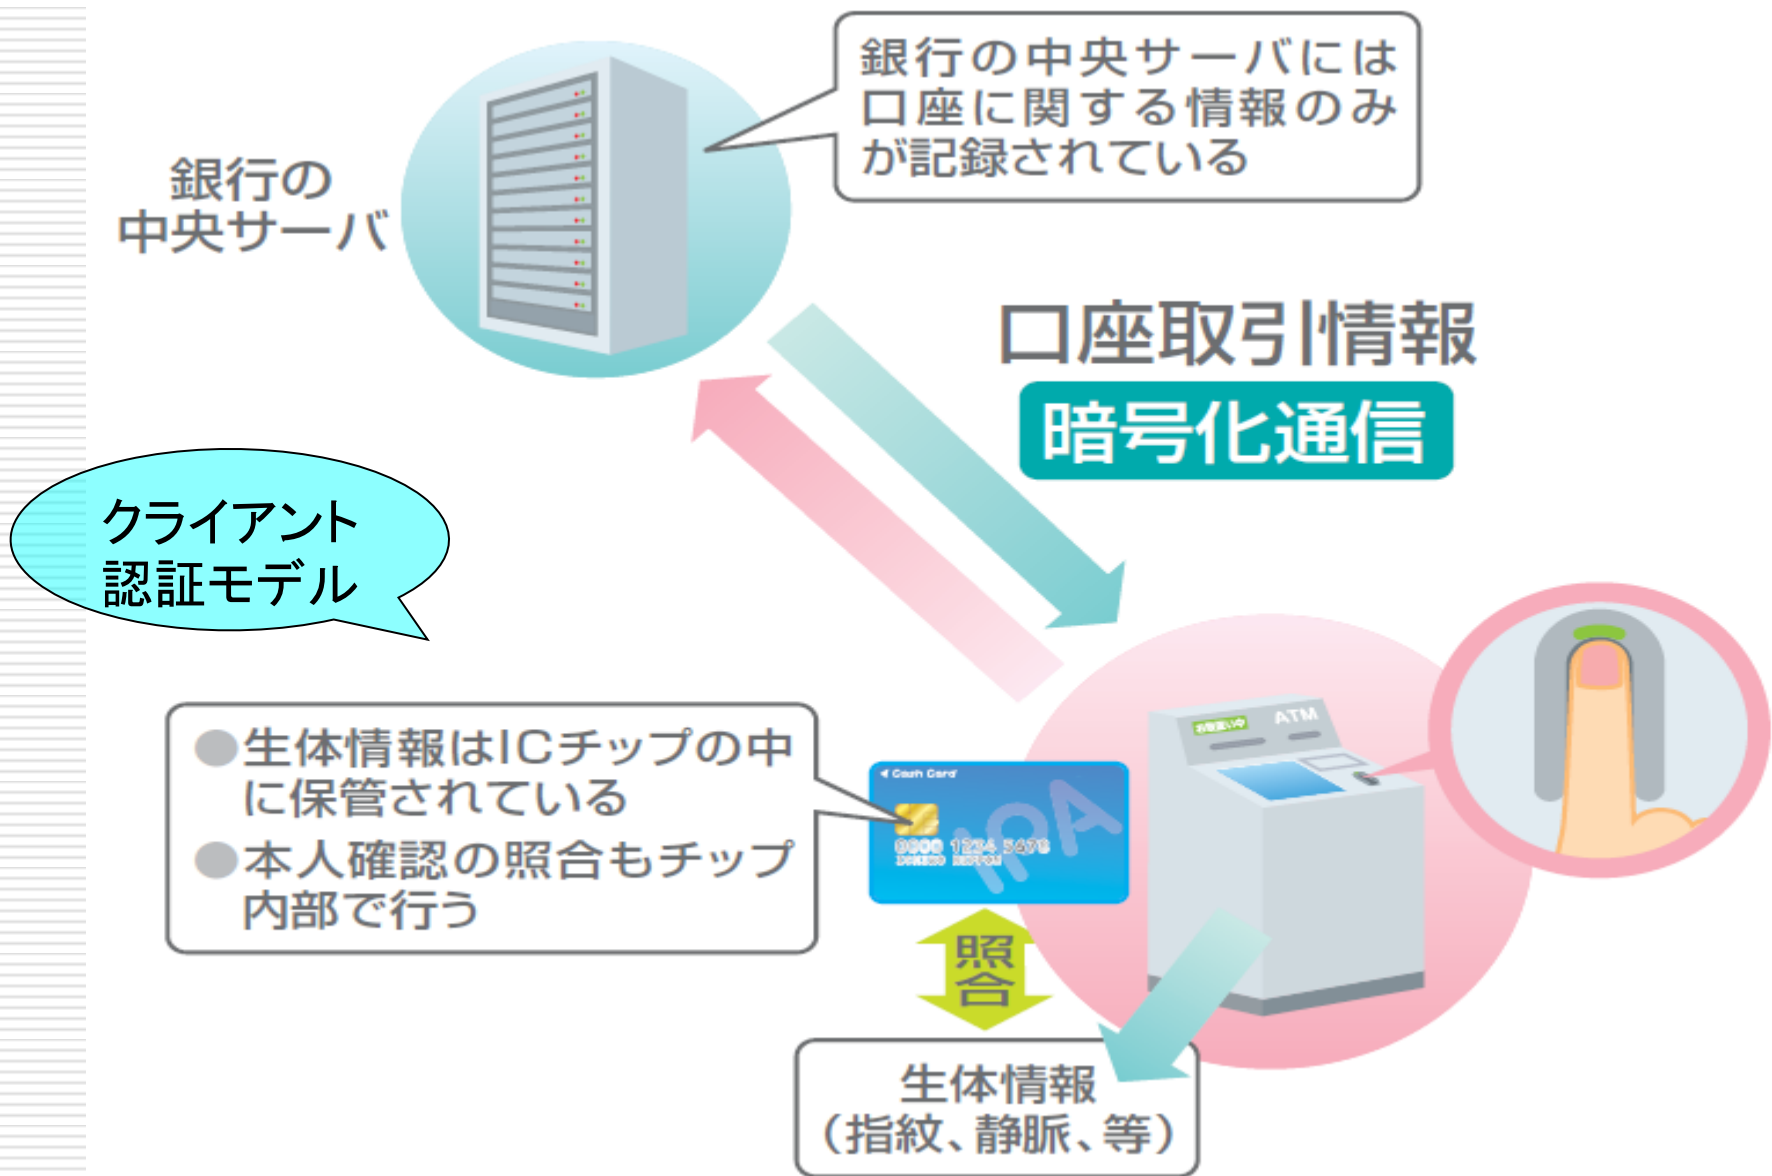 銀行の中央サーバには
口座に関する情報のみ
が記録されている
銀行の
中央サーバ
口座取引情報
暗号化通信
クライアント
認証モデル
●生体情報はICチップの中
に保管されている
●本人確認の照合もチップ
内部で行う
Cash Card
IPA
1234 5678
ATM
照
合
生体情報
(指紋、静脈、等)